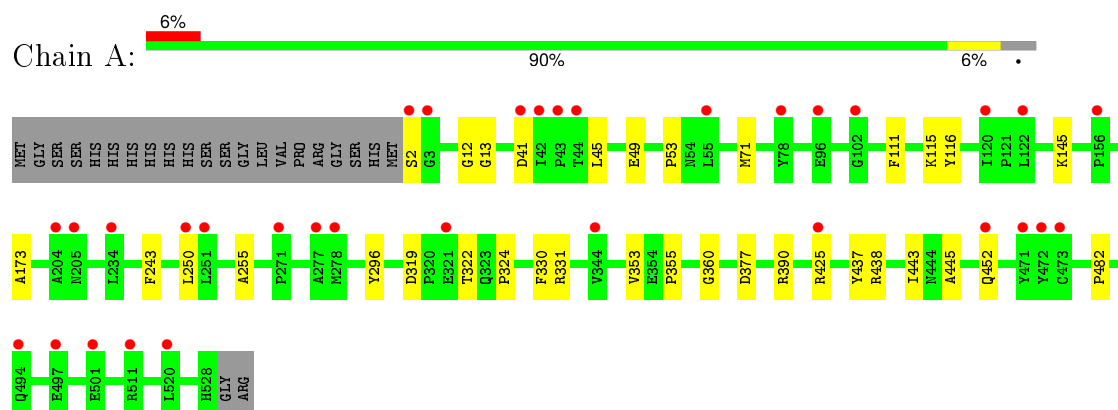 6%
Chain A:
90% 6% •
MET GLY SER SER HIS HIS HIS HIS HIS HIS SER SER GLY LEU VAL PRO ARG GLY SER HIS MET S2 G3 G12 G13 D41 I42 P43 T44 L45 E49 P53 N54 L55 M71 Y78 E96 G102 F111 K115 Y116 I120 P121 L122 K145 P156
A173 A204 N205 L234 F243 L250 L251 A255 P271 A277 M278 Y296 D319 P320 E321 T322 Q323 P324 F330 R331 V344 V353 E354 P355 G360 D377 R390 R425 Y437 R438 I443 N444 A445 Q452 Y471 Y472 C473 P482
Q494 E497 E501 R511 L520 H528 GLY ARG